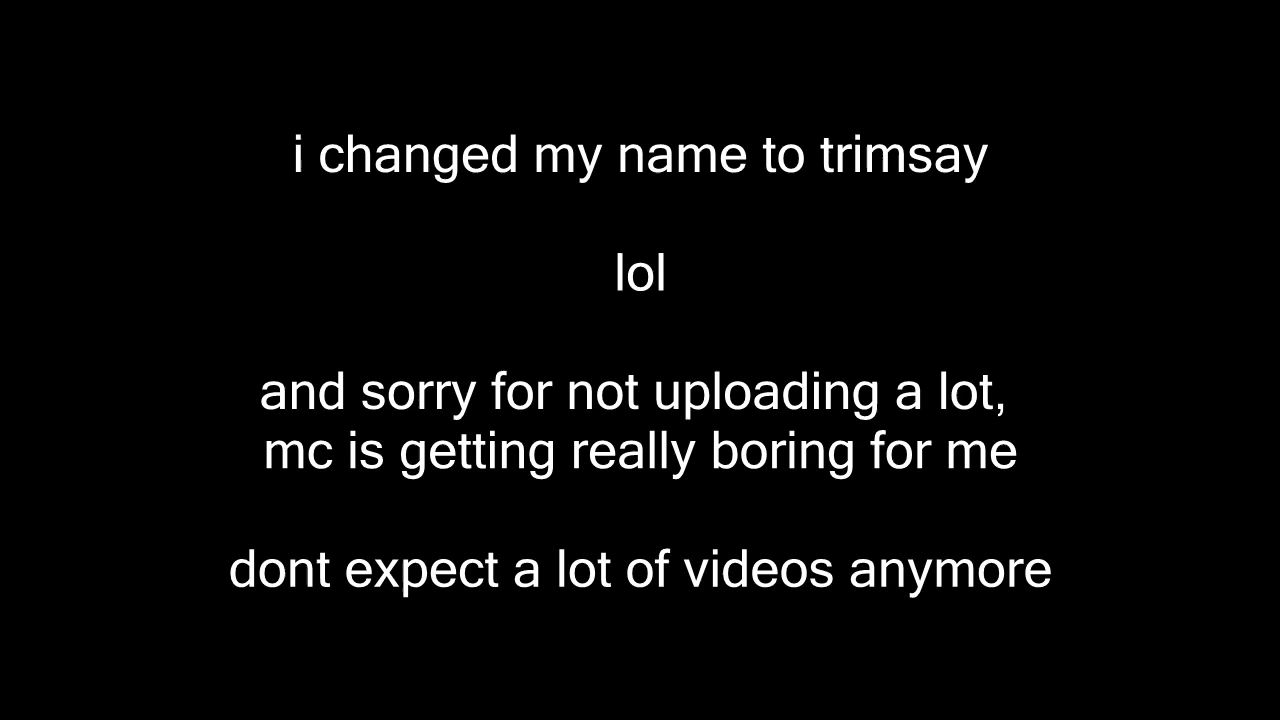 i changed my name to trimsay
lol
and sorry for not uploading a lot,
mc is getting really boring for me
dont expect a lot of videos anymore